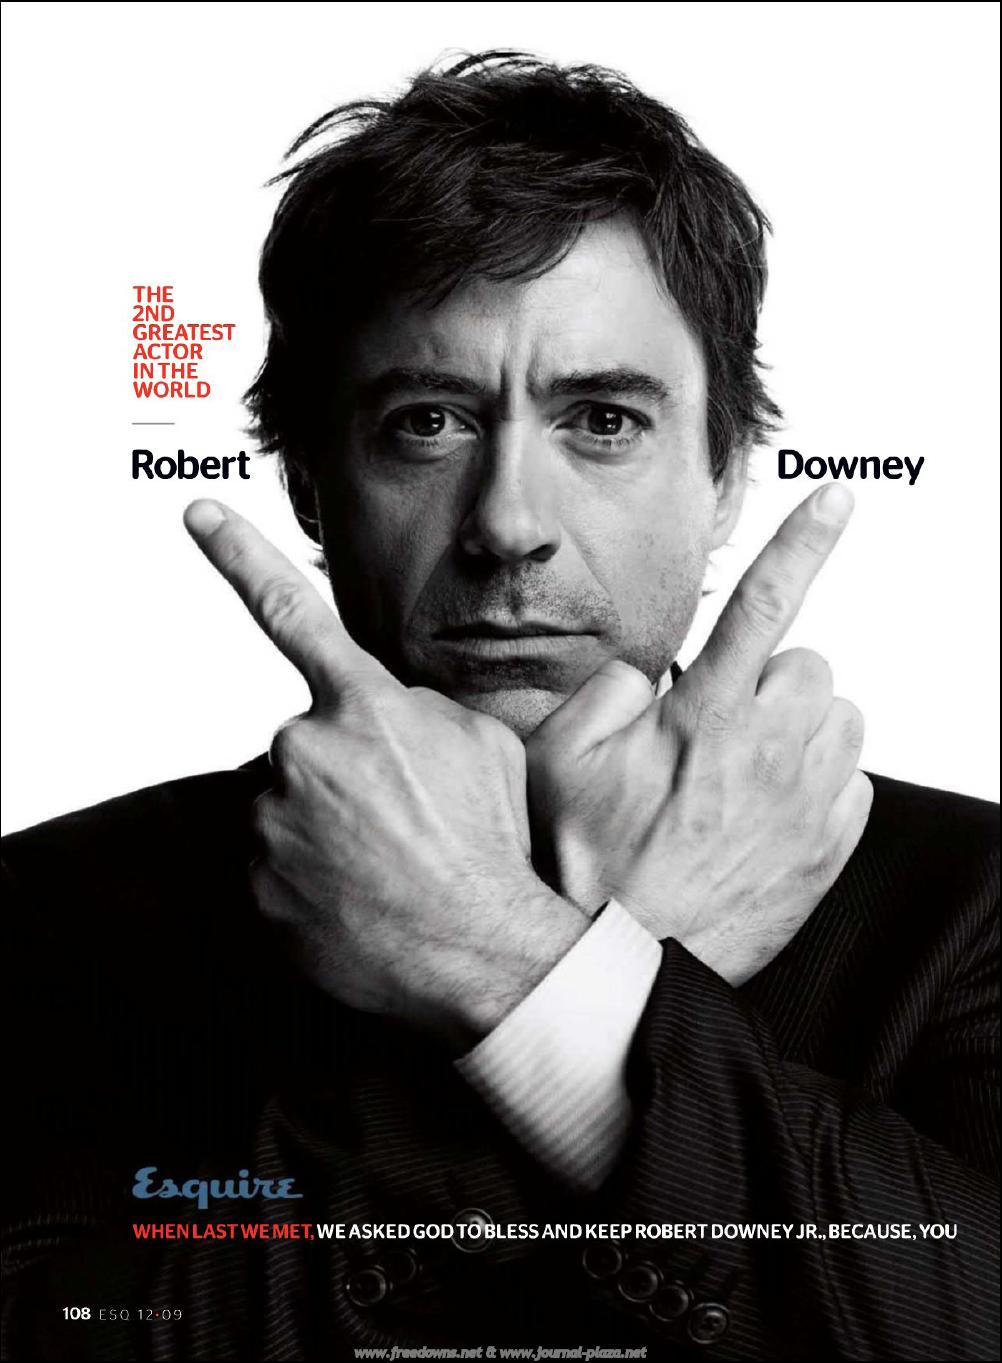 THE
2ND
GREATEST
ACTOR
IN THE
WORLD
Robert Downey
Esquire
WHEN LAST WE MET, WE ASKED GOD TO BLESS AND KEEP ROBERT DOWNEY JR., BECAUSE, YOU
108 ESQ 12•09
www.freedowns.net & www.journal-plaza.net